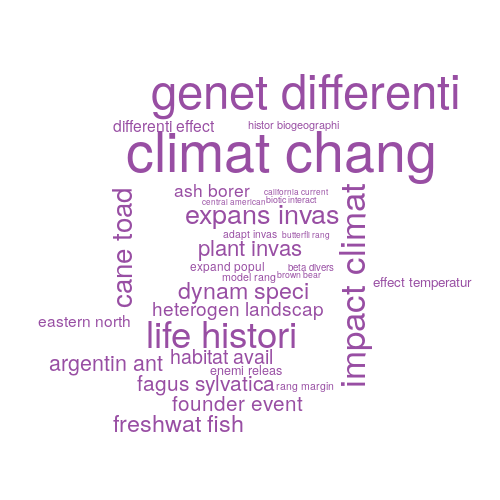 genet differenti
differenti effect
histor biogeographi
climat chang
ash borer
california current
central american
biotic interact
expans invas
cane toad
impact climat
adapt invas
butterfli rang
plant invas
expand popul
beta divers
model rang
brown bear
effect temperatur
dynam speci
heterogen landscap
eastern north
life histori
argentin ant
habitat avail
enemi releas
fagus sylvatica
rang margin
founder event
freshwat fish